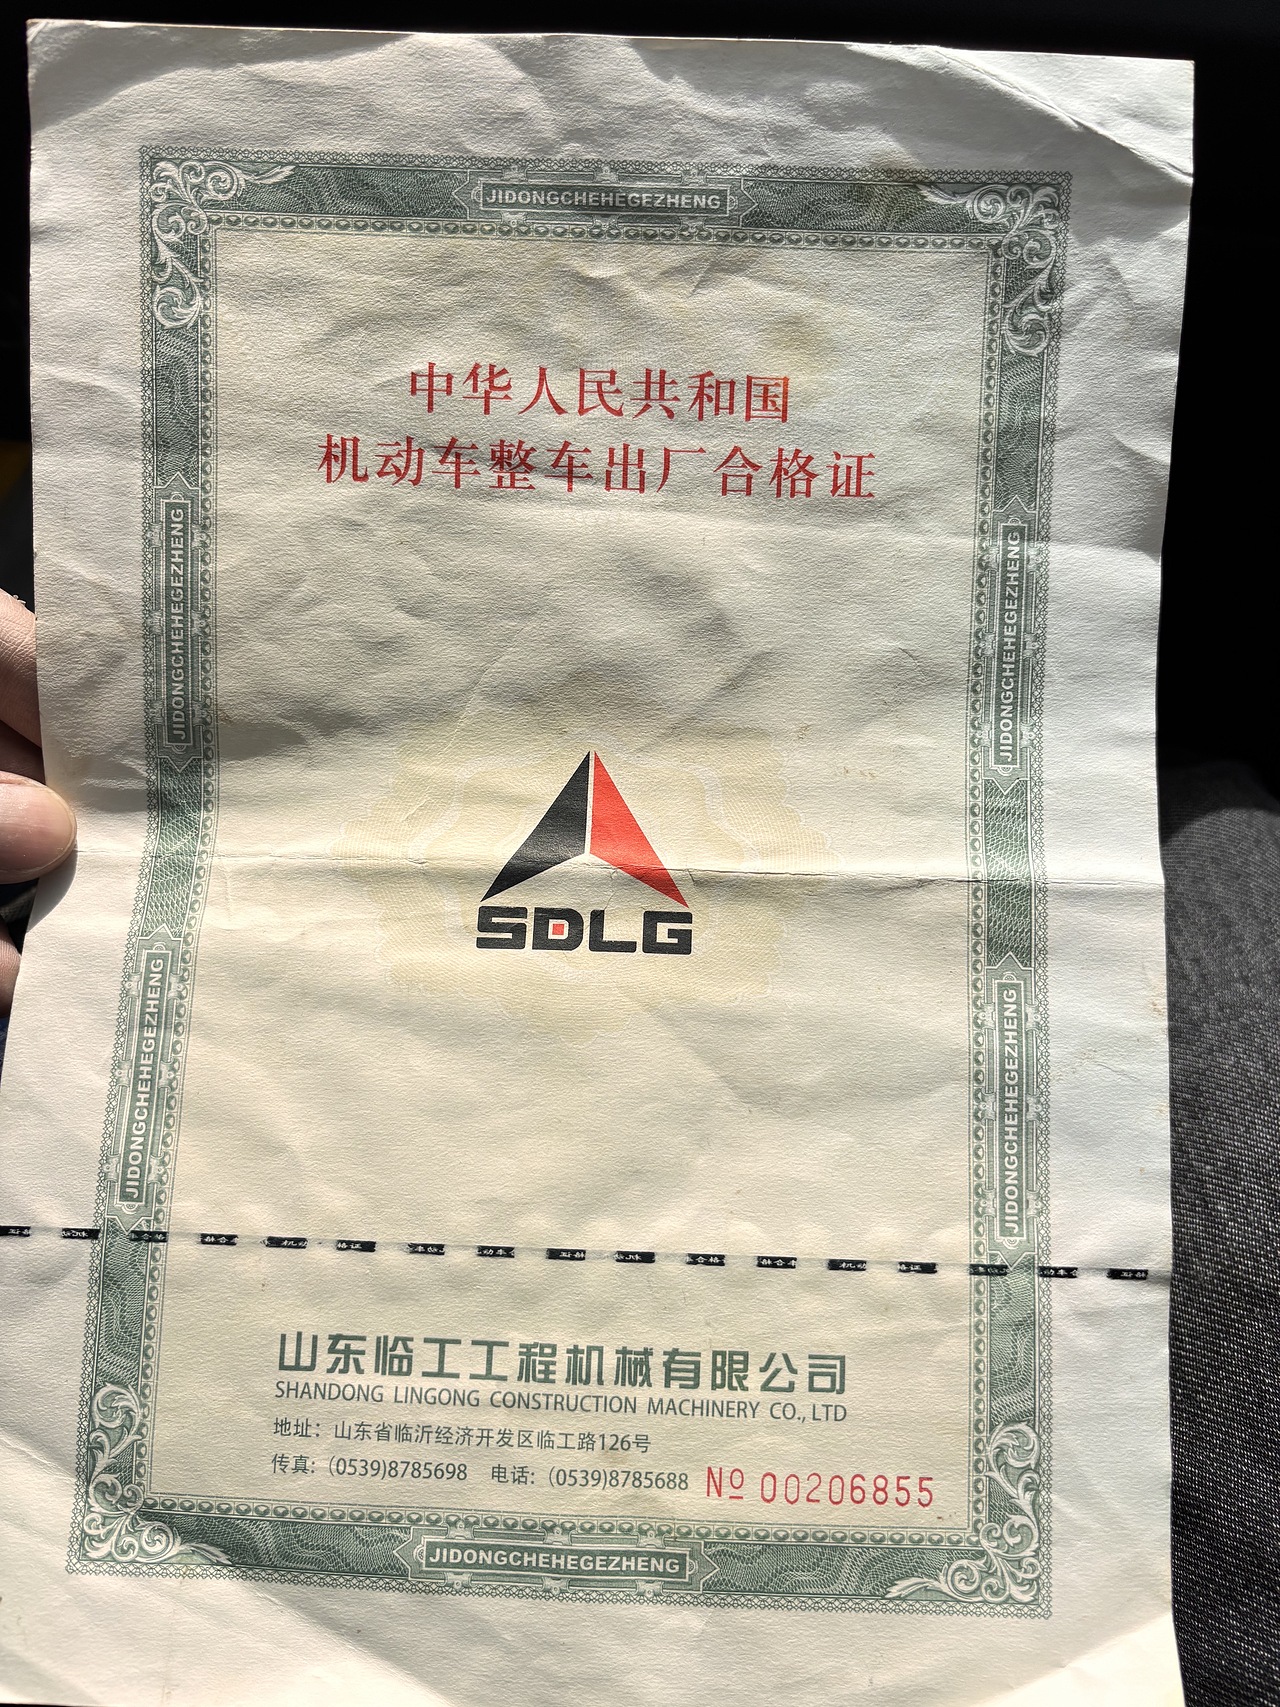 JIDONGCHEHEGEZHENG
中华人民共和国
机动车整车出厂合格证
JIDONGCHEHEGEZHENG
JIDONGCHEHEGEZHENG
SDLG
JIDONGCHEHEGEZHENG
JIDONGCHEHEGEZHENG
山东临工工程机械有限公司
SHANDONG LINGONG CONSTRUCTION MACHINERY CO., LTD
地址：山东省临沂经济开发区临工路126号
传真：(0539)8785698 电话：(0539)8785688 № 00206855
JIDONGCHEHEGEZHENG